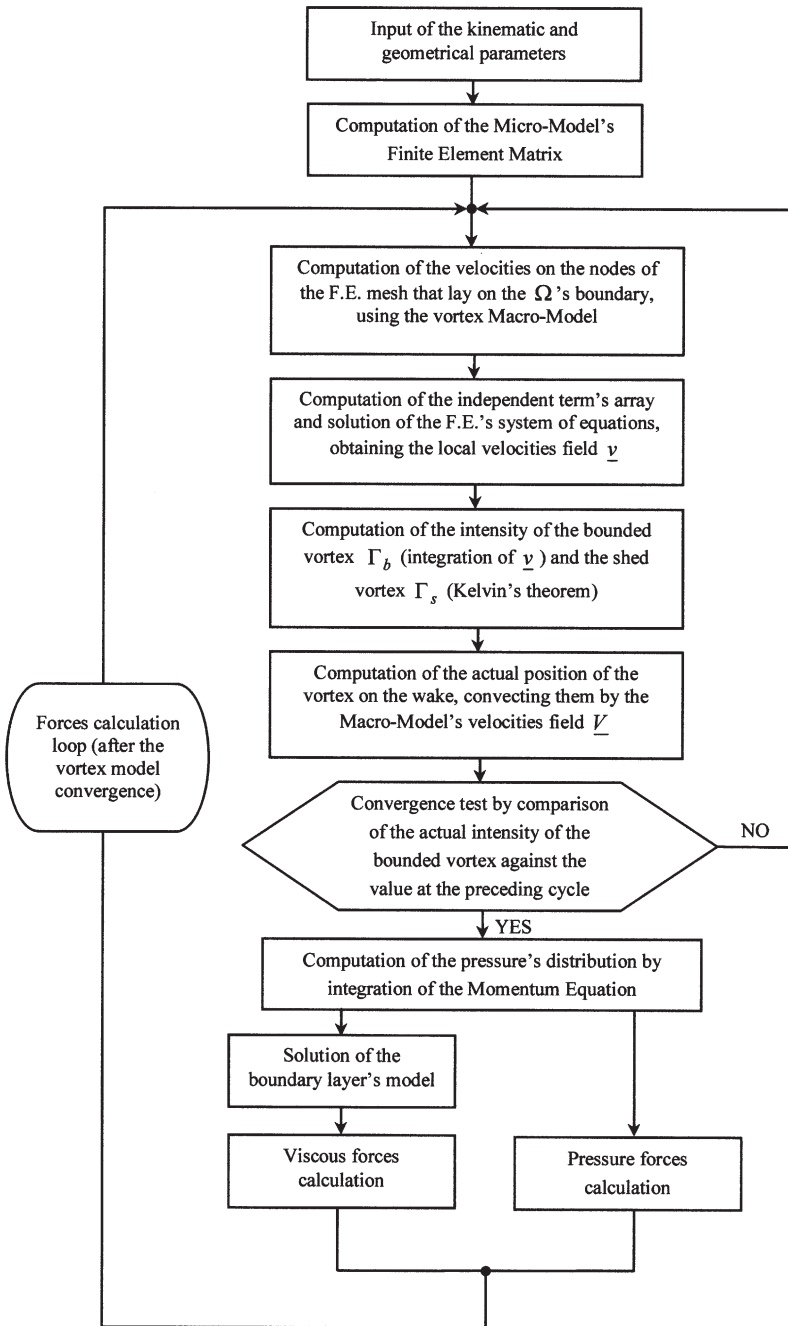 Input of the kinematic and
geometrical parameters
Computation of the Micro-Model's
Finite Element Matrix
Computation of the velocities on the nodes of
the F.E. mesh that lay on the Ω 's boundary,
using the vortex Macro-Model
Computation of the independent term's array
and solution of the F.E.'s system of equations,
obtaining the local velocities field v
Computation of the intensity of the bounded
vortex Γb (integration of v ) and the shed
vortex Γs (Kelvin's theorem)
Computation of the actual position of the
vortex on the wake, convecting them by the
Macro-Model's velocities field V
Forces calculation
loop (after the
vortex model
convergence)
Convergence test by comparison
of the actual intensity of the
bounded vortex against the
value at the preceding cycle
NO
YES
Computation of the pressure's distribution by
integration of the Momentum Equation
Solution of the
boundary layer's model
Viscous forces
calculation
Pressure forces
calculation